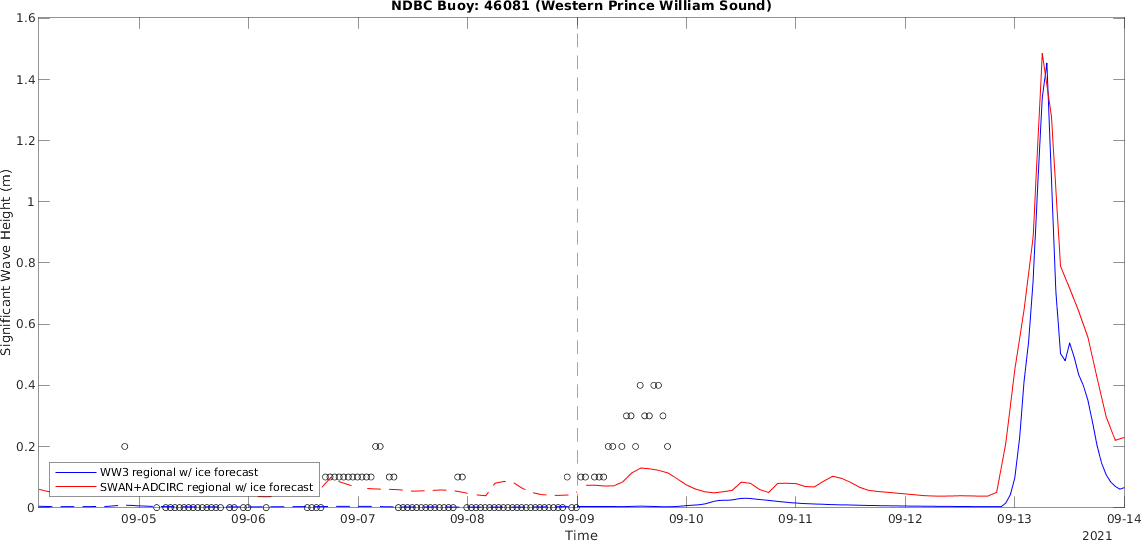 NDBC Buoy: 46081 (Western Prince William Sound)
1.6
1.4
1.2
1
0.8
0.6
0.4
0.2
0
Significant Wave Height (m)
WW3 regional w/ ice forecast
SWAN+ADCIRC regional w/ ice forecast
09-05 09-06 09-07 09-08 09-09 09-10 09-11 09-12 09-13 09-14
Time
2021